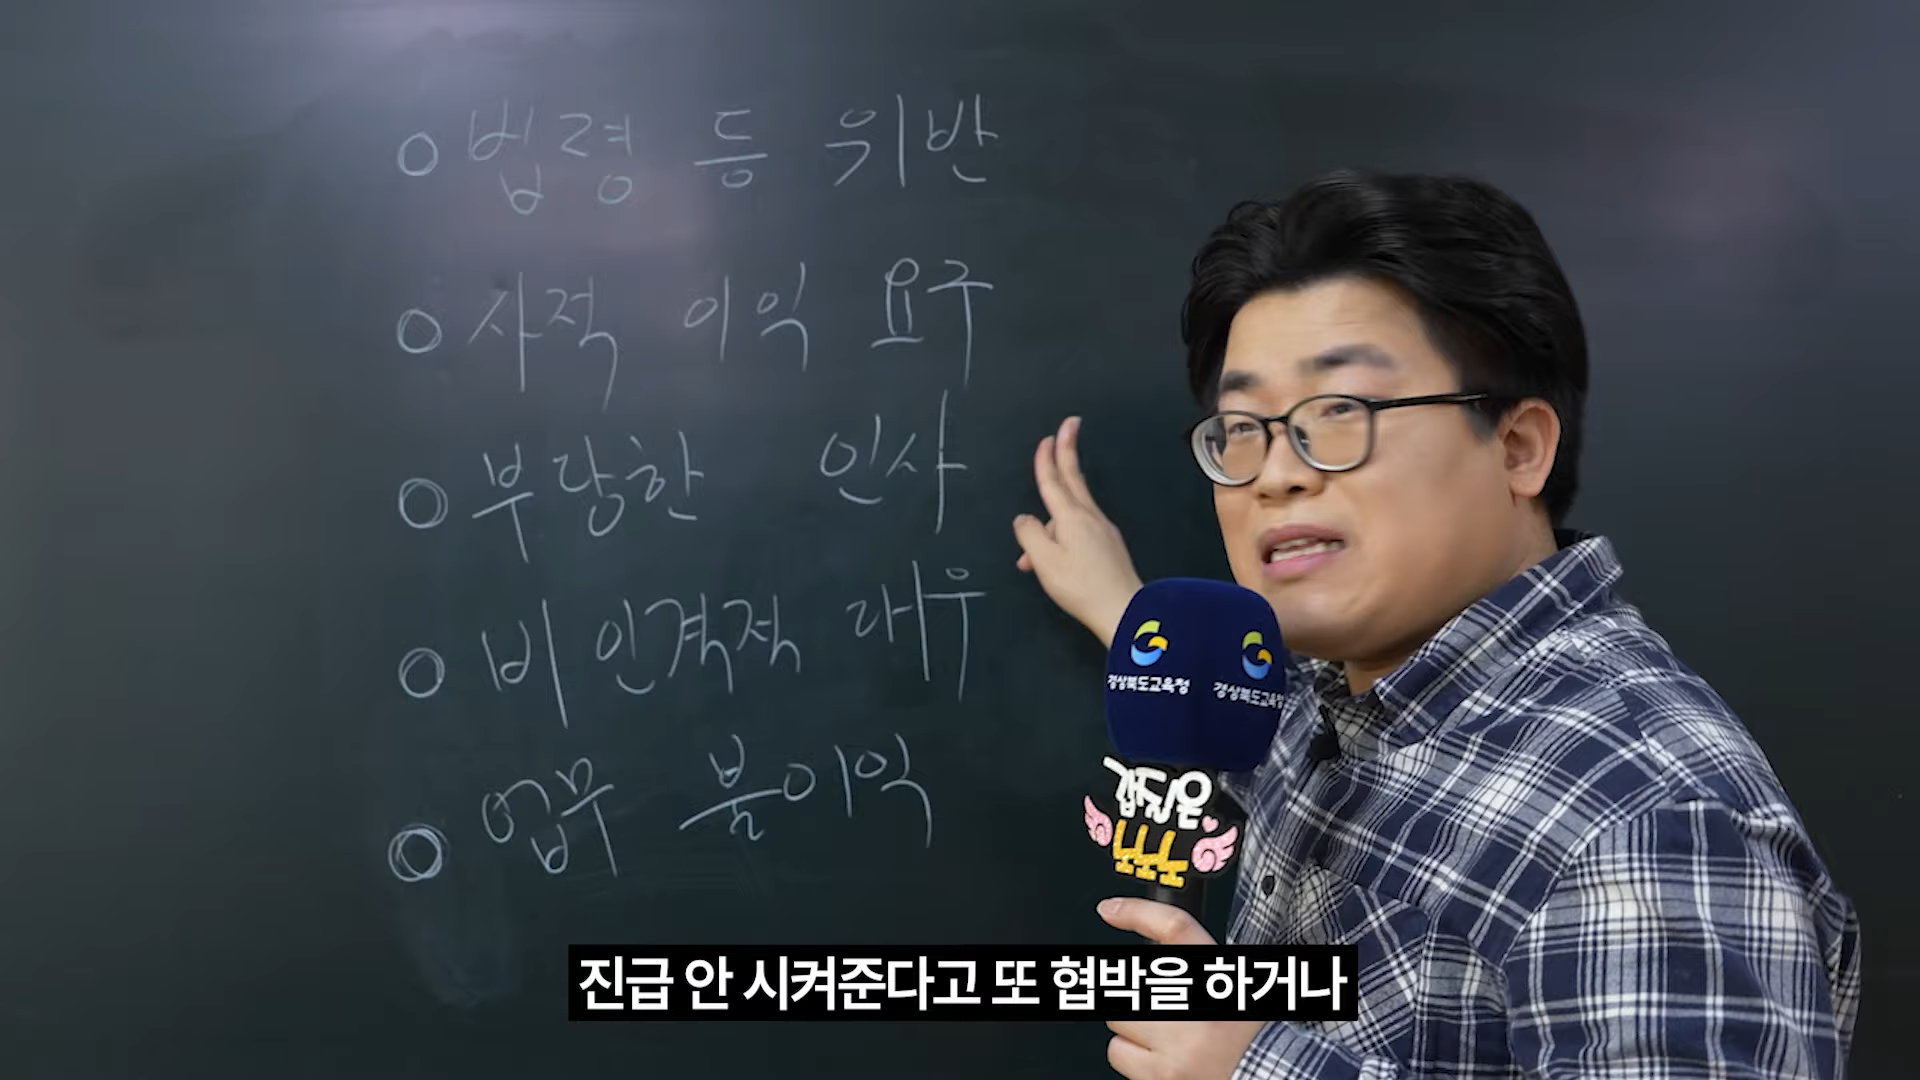 법령 등 위반
사적 이익 요구
부당한 인사
비인격적 대우
업무 불이익
경상북도교육청
경상북도교육청
갑질은
노노노
진급 안 시켜준다고 또 협박을 하거나